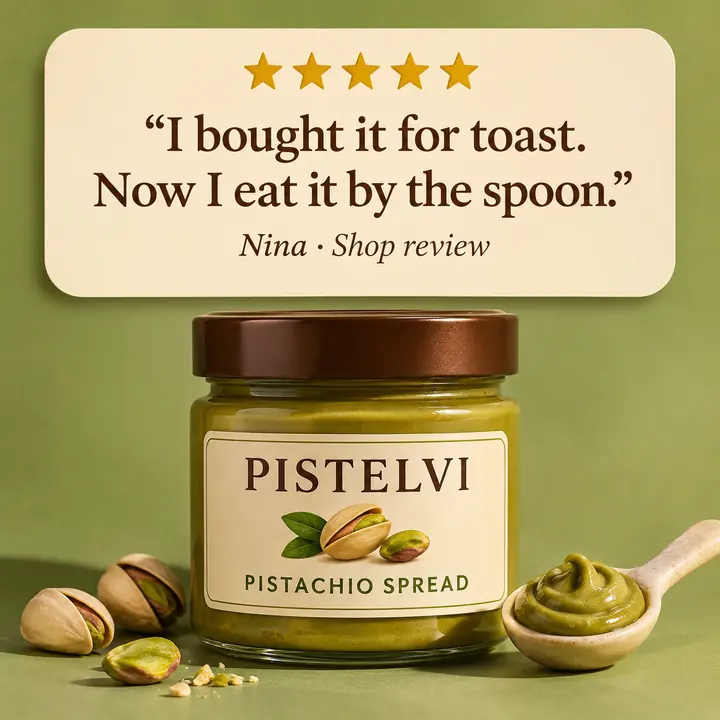 “I bought it for toast.
Now I eat it by the spoon.”
Nina · Shop review
PISTELVI
PISTACHIO SPREAD